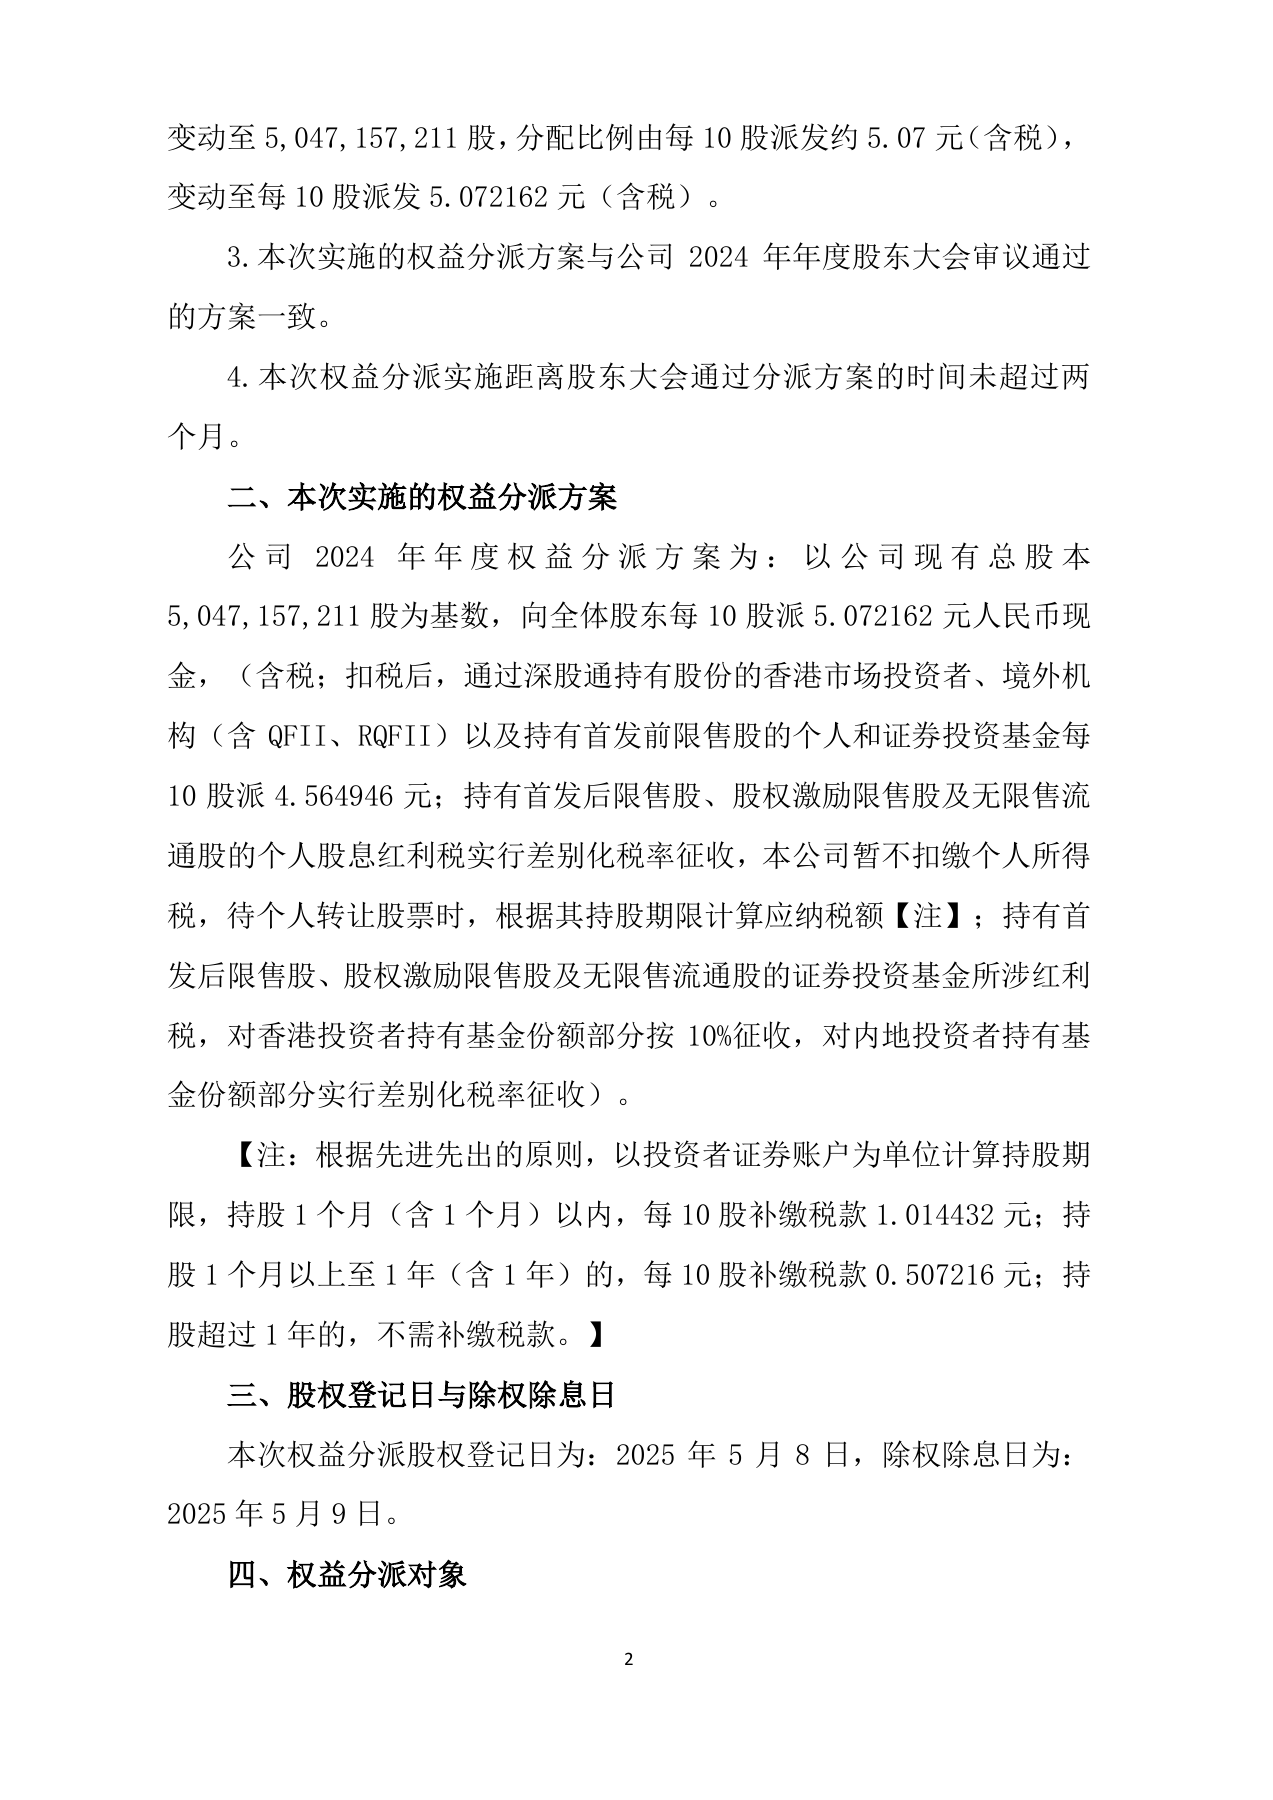 变动至 5,047,157,211 股，分配比例由每 10 股派发约 5.07 元（含税），
变动至每 10 股派发 5.072162 元（含税）。
3.本次实施的权益分派方案与公司 2024 年年度股东大会审议通过
的方案一致。
4.本次权益分派实施距离股东大会通过分派方案的时间未超过两
个月。
二、本次实施的权益分派方案
公司 2024 年年度权益分派方案为：以公司现有总股本
5,047,157,211 股为基数，向全体股东每 10 股派 5.072162 元人民币现
金，（含税；扣税后，通过深股通持有股份的香港市场投资者、境外机
构（含 QFII、RQFII）以及持有首发前限售股的个人和证券投资基金每
10 股派 4.564946 元；持有首发后限售股、股权激励限售股及无限售流
通股的个人股息红利税实行差别化税率征收，本公司暂不扣缴个人所得
税，待个人转让股票时，根据其持股期限计算应纳税额【注】；持有首
发后限售股、股权激励限售股及无限售流通股的证券投资基金所涉红利
税，对香港投资者持有基金份额部分按 10%征收，对内地投资者持有基
金份额部分实行差别化税率征收）。
【注：根据先进先出的原则，以投资者证券账户为单位计算持股期
限，持股 1 个月（含 1 个月）以内，每 10 股补缴税款 1.014432 元；持
股 1 个月以上至 1 年（含 1 年）的，每 10 股补缴税款 0.507216 元；持
股超过 1 年的，不需补缴税款。】
三、股权登记日与除权除息日
本次权益分派股权登记日为：2025 年 5 月 8 日，除权除息日为：
2025 年 5 月 9 日。
四、权益分派对象
2